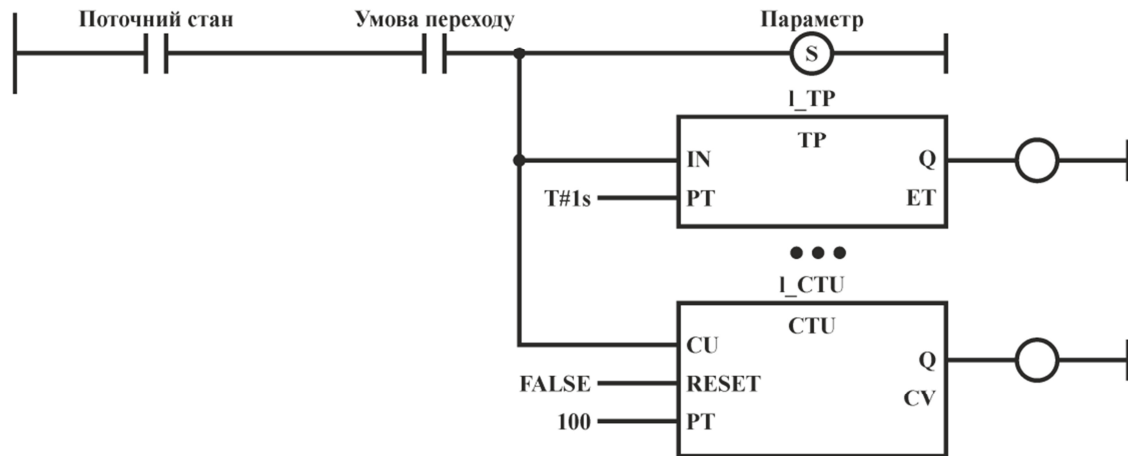 Поточний стан Умова переходу Параметр
S
I_TP
TP
IN Q
T#1s PT ET
I_CTU
CTU
CU Q
FALSE RESET CV
100 PT